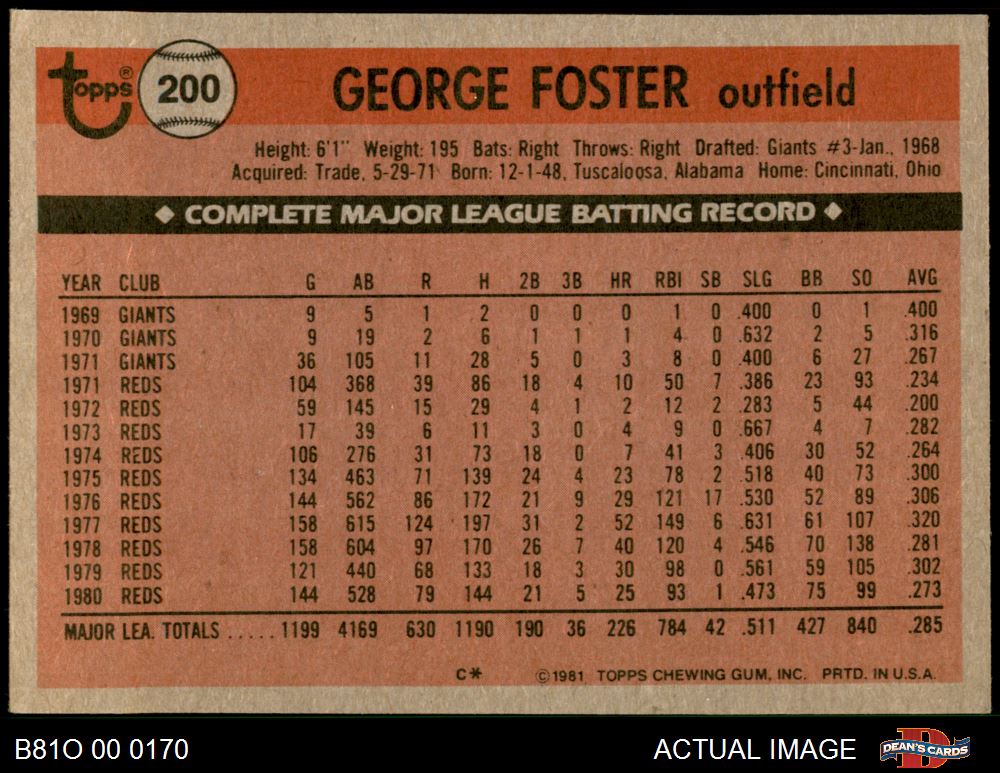 topps® 200 GEORGE FOSTER outfield
Height: 6'1" Weight: 195 Bats: Right Throws: Right Drafted: Giants #3-Jan., 1968
Acquired: Trade, 5-29-71 Born: 12-1-48, Tuscaloosa, Alabama Home: Cincinnati, Ohio
◆ COMPLETE MAJOR LEAGUE BATTING RECORD ◆
YEAR CLUB G AB R H 2B 3B HR RBI SB SLG BB SO AVG
1969 GIANTS 9 5 1 2 0 0 0 1 0 .400 0 1 .400
1970 GIANTS 9 19 2 6 1 1 1 4 0 .632 2 5 .316
1971 GIANTS 36 105 11 28 5 0 3 8 0 .400 6 27 .267
1971 REDS 104 368 39 86 18 4 10 50 7 .386 23 93 .234
1972 REDS 59 145 15 29 4 1 2 12 2 .283 5 44 .200
1973 REDS 17 39 6 11 3 0 4 9 0 .667 4 7 .282
1974 REDS 106 276 31 73 18 0 7 41 3 .406 30 52 .264
1975 REDS 134 463 71 139 24 4 23 78 2 .518 40 73 .300
1976 REDS 144 562 86 172 21 9 29 121 17 .530 52 89 .306
1977 REDS 158 615 124 197 31 2 52 149 6 .631 61 107 .320
1978 REDS 158 604 97 170 26 7 40 120 4 .546 70 138 .281
1979 REDS 121 440 68 133 18 3 30 98 0 .561 59 105 .302
1980 REDS 144 528 79 144 21 5 25 93 1 .473 75 99 .273
MAJOR LEA. TOTALS ..... 1199 4169 630 1190 190 36 226 784 42 .511 427 840 .285
C* ©1981 TOPPS CHEWING GUM, INC. PRTD. IN U.S.A.
B81O 00 0170 ACTUAL IMAGE DEAN'S CARDS